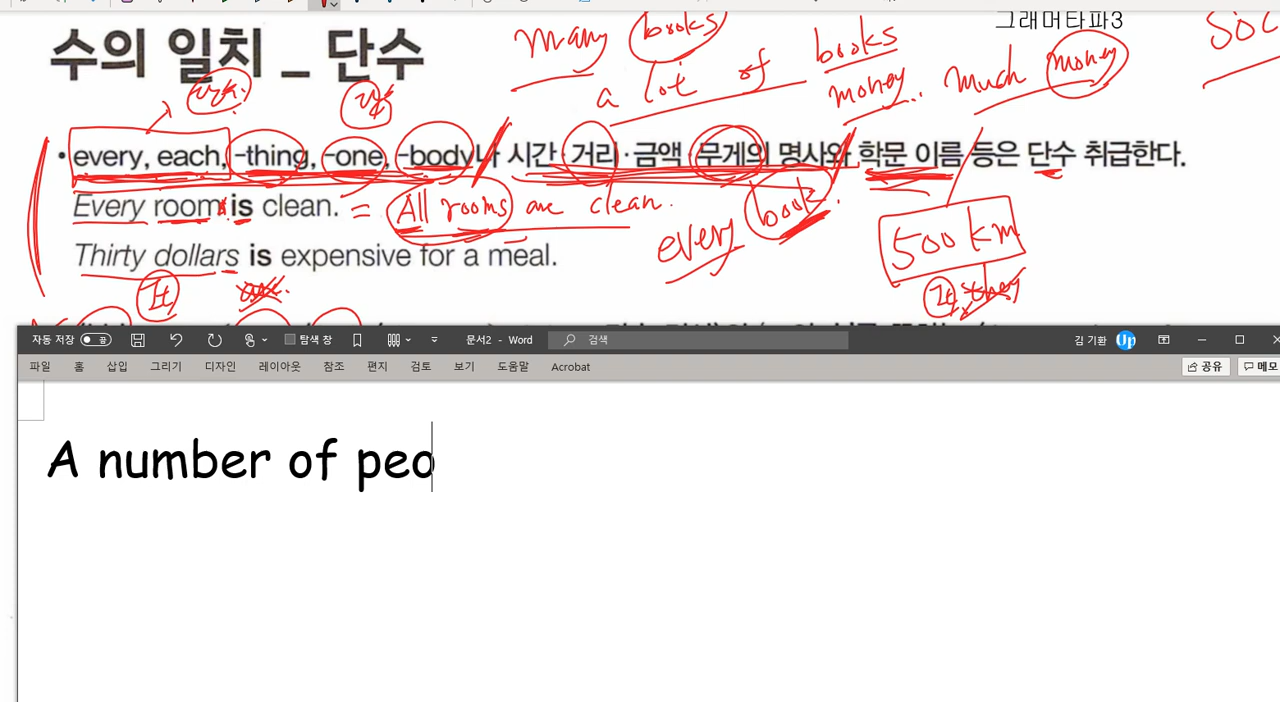 그래머타파3
many books
a lot of books
money..
much money
수의 일치 _ 단수
• every, each, -thing, -one, -body나 시간·거리·금액·무게의 명사와 학문 이름 등은 단수 취급한다.
Every room is clean. = All rooms are clean.
every book.
500 km
Thirty dollars is expensive for a meal.
It
자동 저장 끔 탐색 창 문서2 - Word 검색 김 기환 Up
파일 홈 삽입 그리기 디자인 레이아웃 참조 편지 검토 보기 도움말 Acrobat 공유 메모
A number of peo